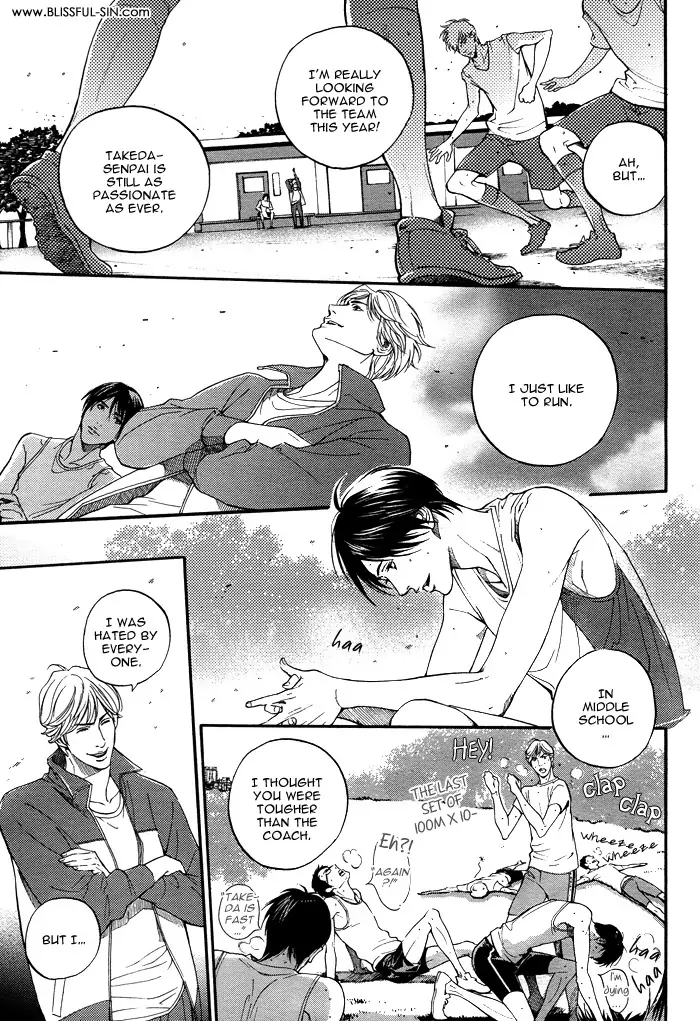 www.BLISSFUL-SIN.com
I'M REALLY
LOOKING
FORWARD TO
THE TEAM
THIS YEAR!
TAKEDA-
SENPAI IS
STILL AS
PASSIONATE
AS EVER.
AH,
BUT...
I JUST LIKE
TO RUN.
haa
IN
MIDDLE
SCHOOL
...
I WAS
HATED BY
EVERY-
ONE.
BUT I...
HEY!
clap
clap
THE LAST
SET OF
100M X 10-
I THOUGHT
YOU WERE
TOUGHER
THAN THE
COACH.
Eh?!
"AGAIN
?!"
wheeze
wheeze
"TAKE-
DA IS
FAST
..."
haa
haa
I'm
dying
...